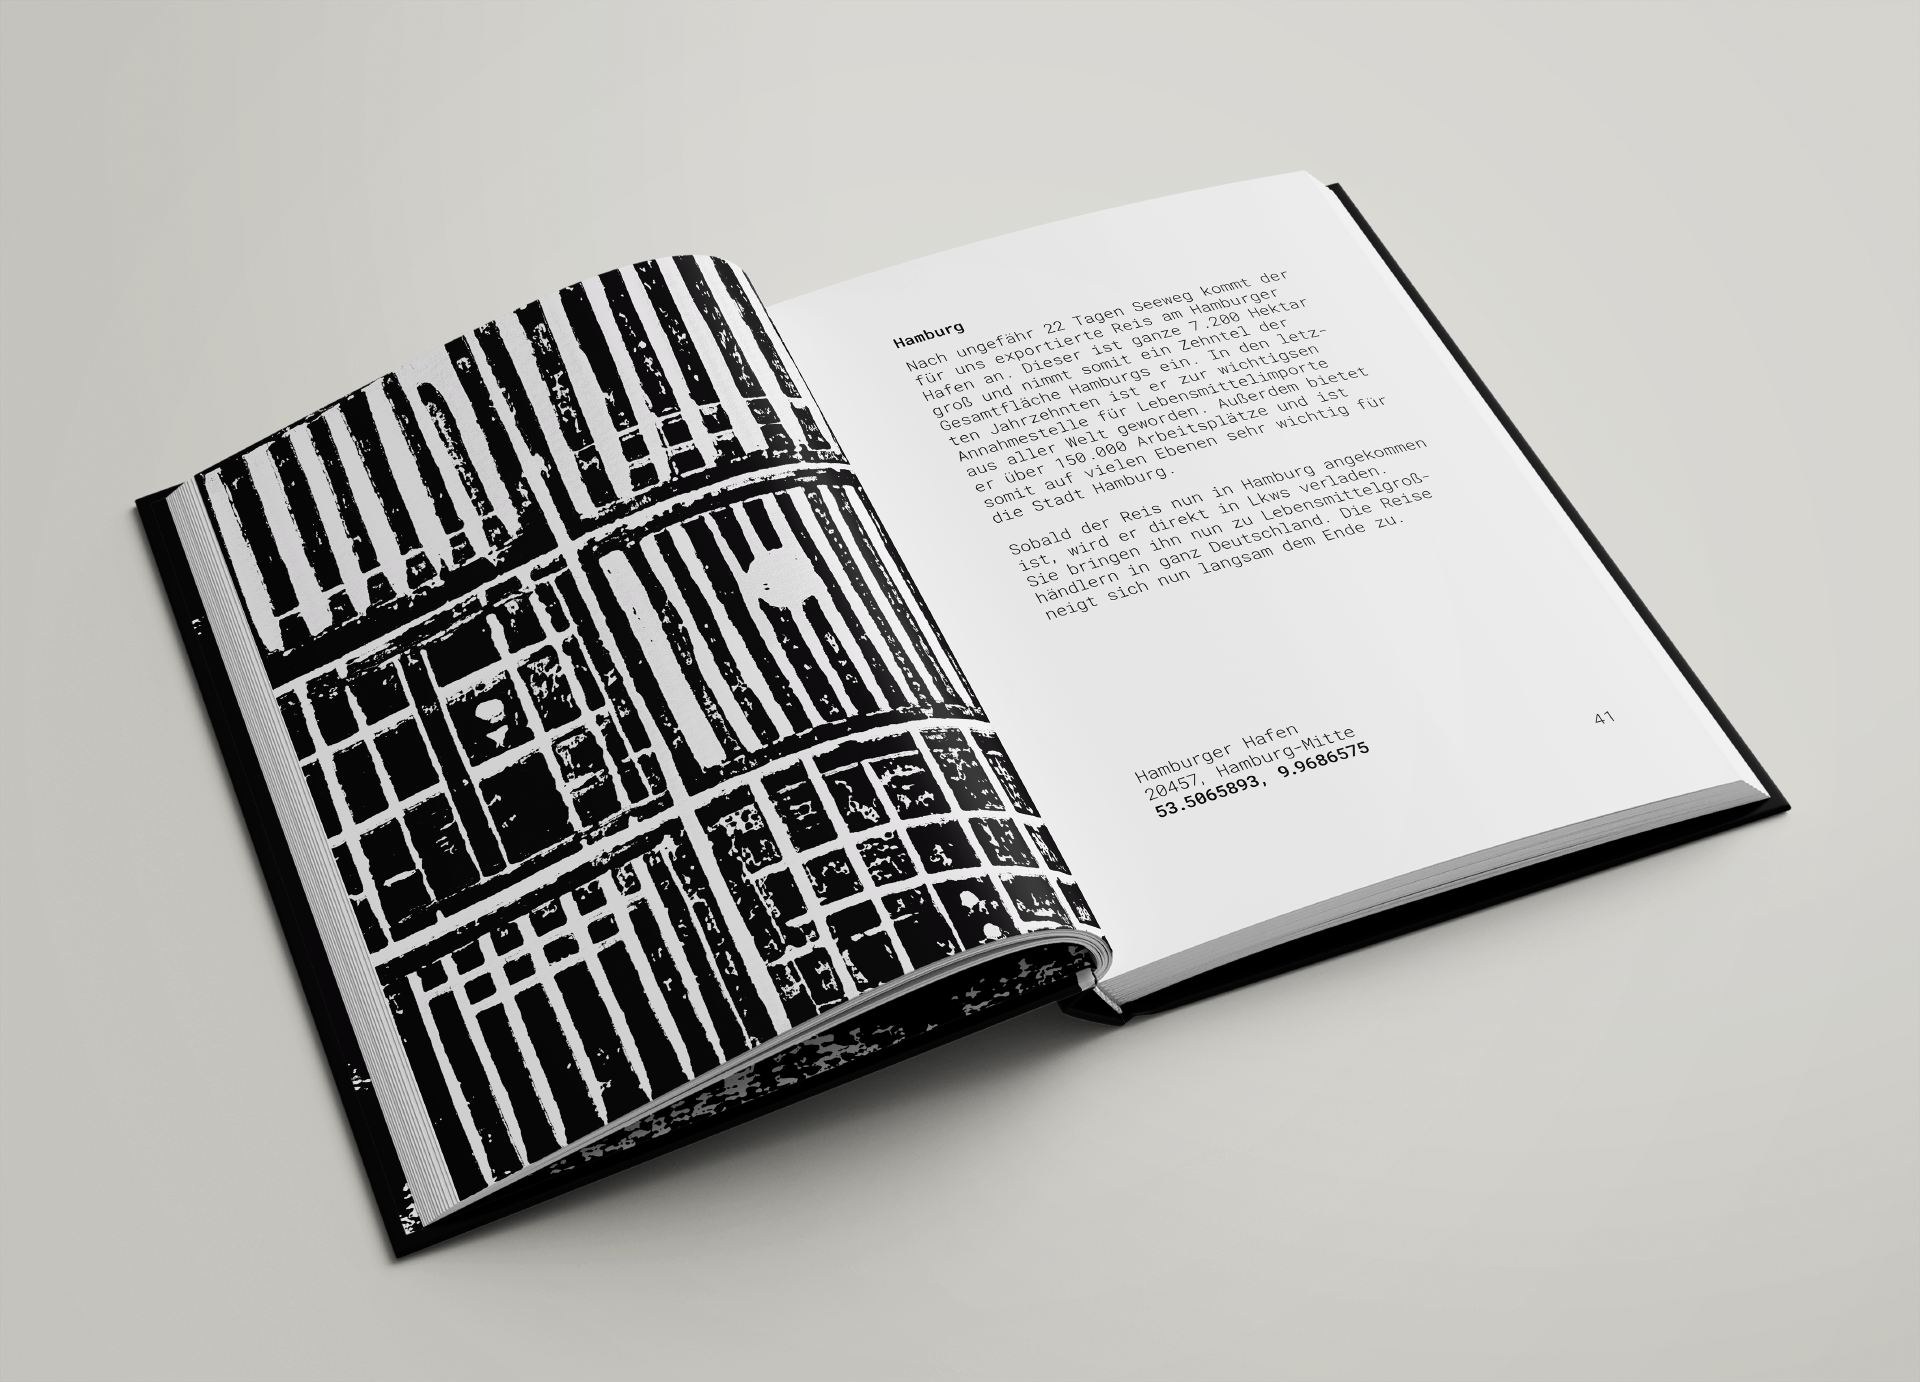 Hamburg
Nach ungefähr 22 Tagen Seeweg kommt der
für uns exportierte Reis am Hamburger
Hafen an. Dieser ist ganze 7.200 Hektar
groß und nimmt somit ein Zehntel der
Gesamtfläche Hamburgs ein. In den letz-
ten Jahrzehnten ist er zur wichtigsen
Annahmestelle für Lebensmittelimporte
aus aller Welt geworden. Außerdem bietet
er über 150.000 Arbeitsplätze und ist
somit auf vielen Ebenen sehr wichtig für
die Stadt Hamburg.
Sobald der Reis nun in Hamburg angekommen
ist, wird er direkt in Lkws verladen.
Sie bringen ihn nun zu Lebensmittelgroß-
händlern in ganz Deutschland. Die Reise
neigt sich nun langsam dem Ende zu.
Hamburger Hafen
20457, Hamburg-Mitte
53.5065893, 9.9686575
41